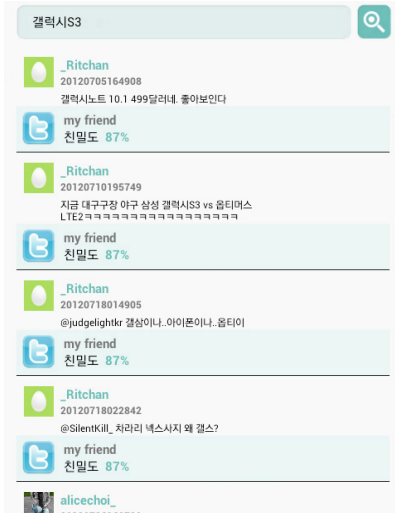 갤럭시S3
_Ritchan
20120705164908
갤럭시노트 10.1 499달러네. 좋아보인다
my friend
친밀도 87%
_Ritchan
20120710195749
지금 대구구장 야구 삼성 갤럭시S3 vs 옵티머스
LTE2ㅋㅋㅋㅋㅋㅋㅋㅋㅋㅋㅋㅋㅋㅋㅋㅋㅋ
my friend
친밀도 87%
_Ritchan
20120718014905
@judgelightkr 갤삼이나..아이폰이나..옵티이
my friend
친밀도 87%
_Ritchan
20120718022842
@SilentKill_ 차라리 넥스사지 왜 갤스?
my friend
친밀도 87%
alicechoi_